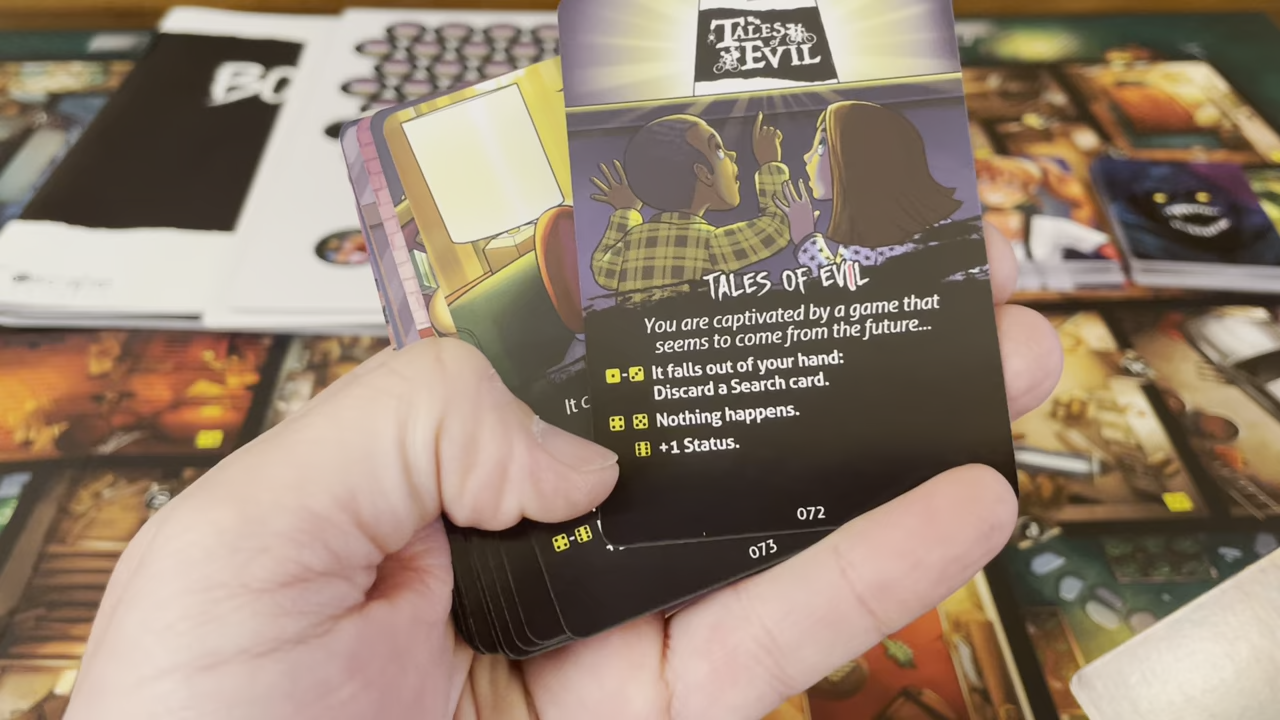 TALES
of
EVIL
BO
TALES OF EVIL
You are captivated by a game that
seems to come from the future...
It falls out of your hand:
Discard a Search card.
It c
Nothing happens.
+1 Status.
072
073